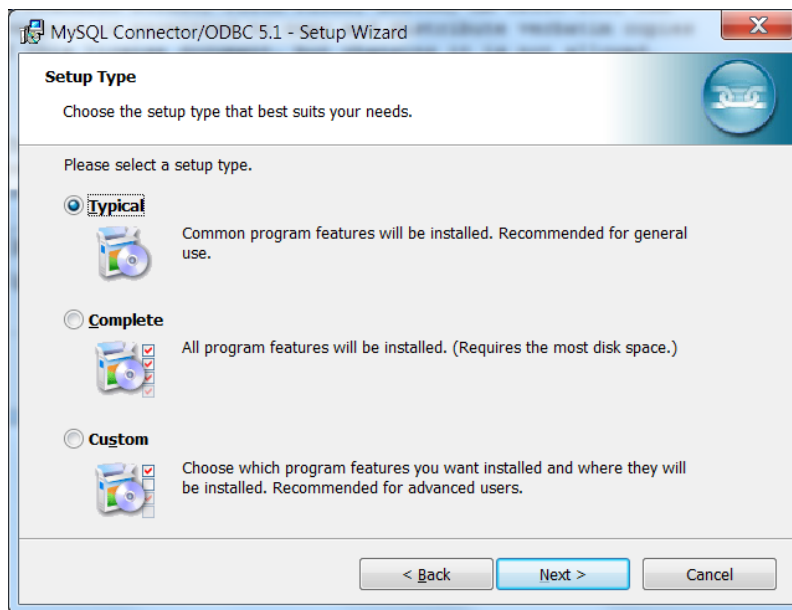 MySQL Connector/ODBC 5.1 - Setup Wizard
Setup Type
Choose the setup type that best suits your needs.
Please select a setup type.
Typical
Common program features will be installed. Recommended for general
use.
Complete
All program features will be installed. (Requires the most disk space.)
Custom
Choose which program features you want installed and where they will
be installed. Recommended for advanced users.
< Back Next > Cancel